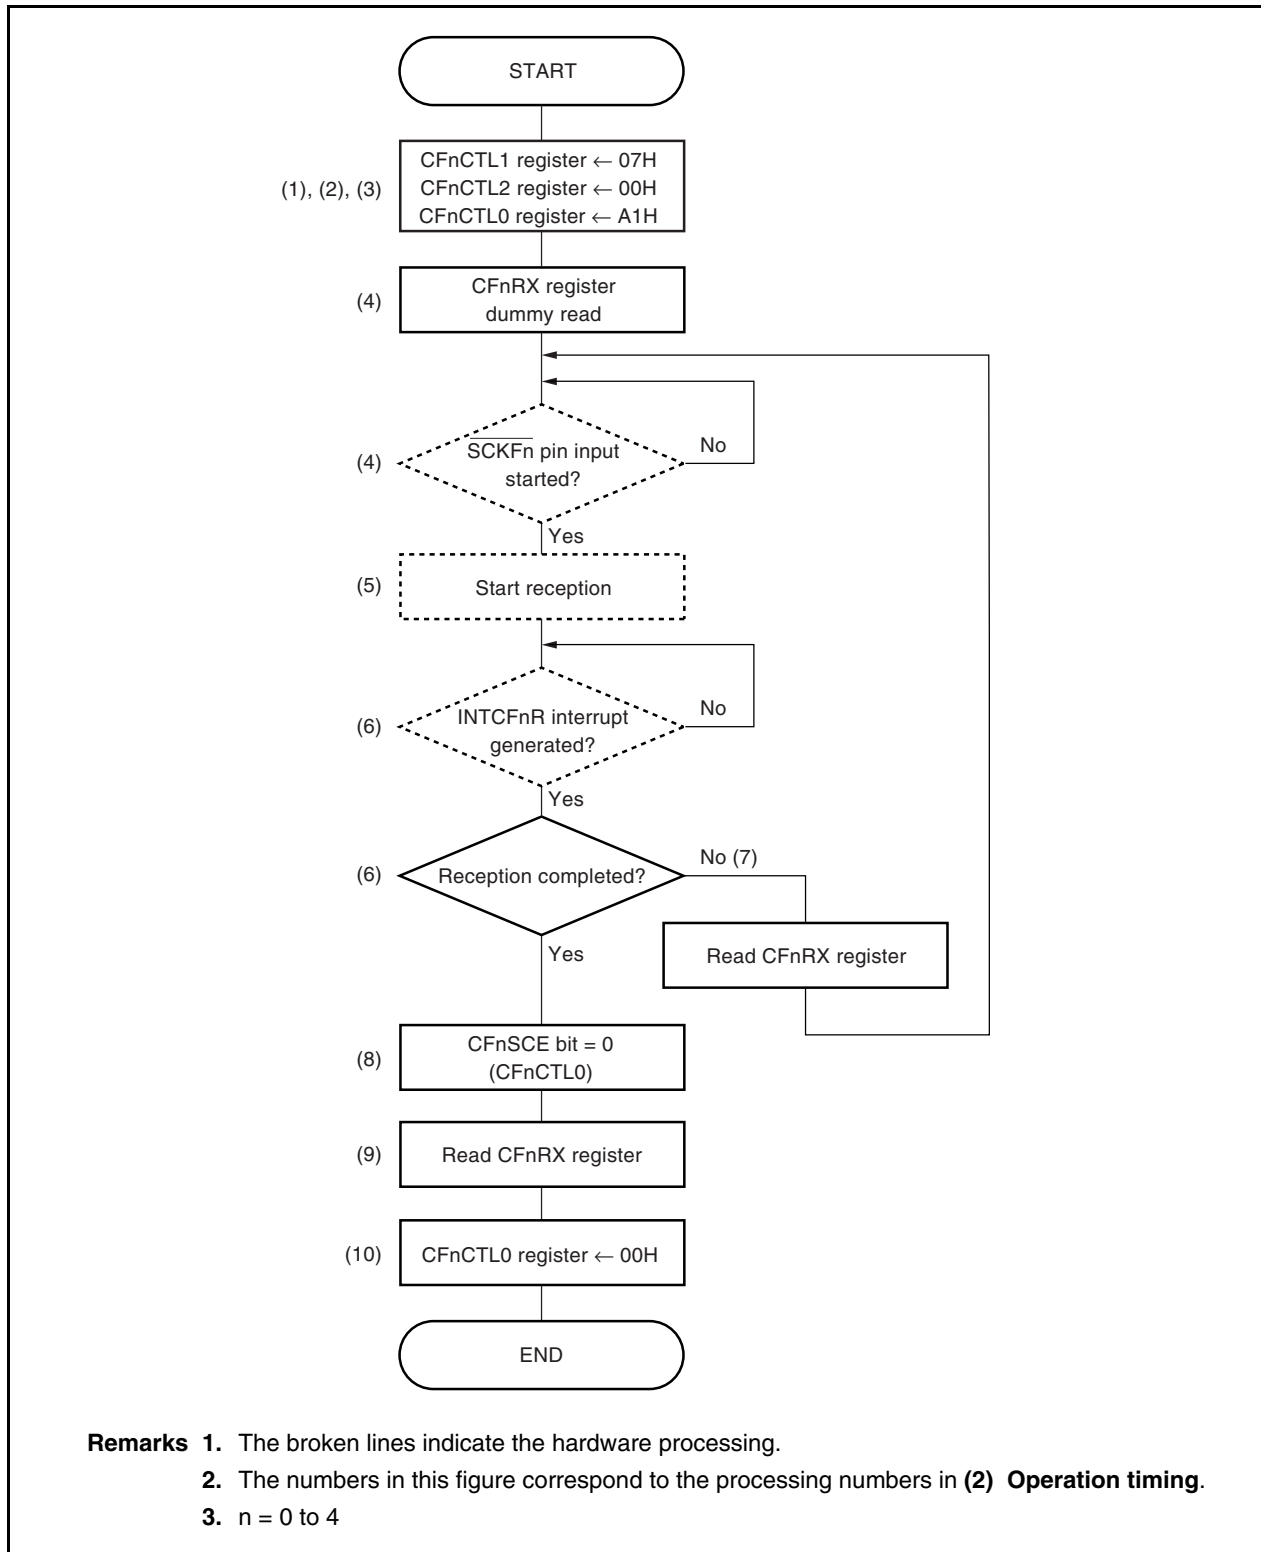 START
(1), (2), (3)
CFnCTL1 register ← 07H
CFnCTL2 register ← 00H
CFnCTL0 register ← A1H
(4)
CFnRX register
dummy read
(4)
S̅C̅K̅F̅n̅ pin input
started?
No
Yes
(5)
Start reception
(6)
INTCFnR interrupt
generated?
No
Yes
(6)
Reception completed?
No (7)
Read CFnRX register
Yes
(8)
CFnSCE bit = 0
(CFnCTL0)
(9)
Read CFnRX register
(10)
CFnCTL0 register ← 00H
END
Remarks 1. The broken lines indicate the hardware processing.
2. The numbers in this figure correspond to the processing numbers in (2) Operation timing.
3. n = 0 to 4